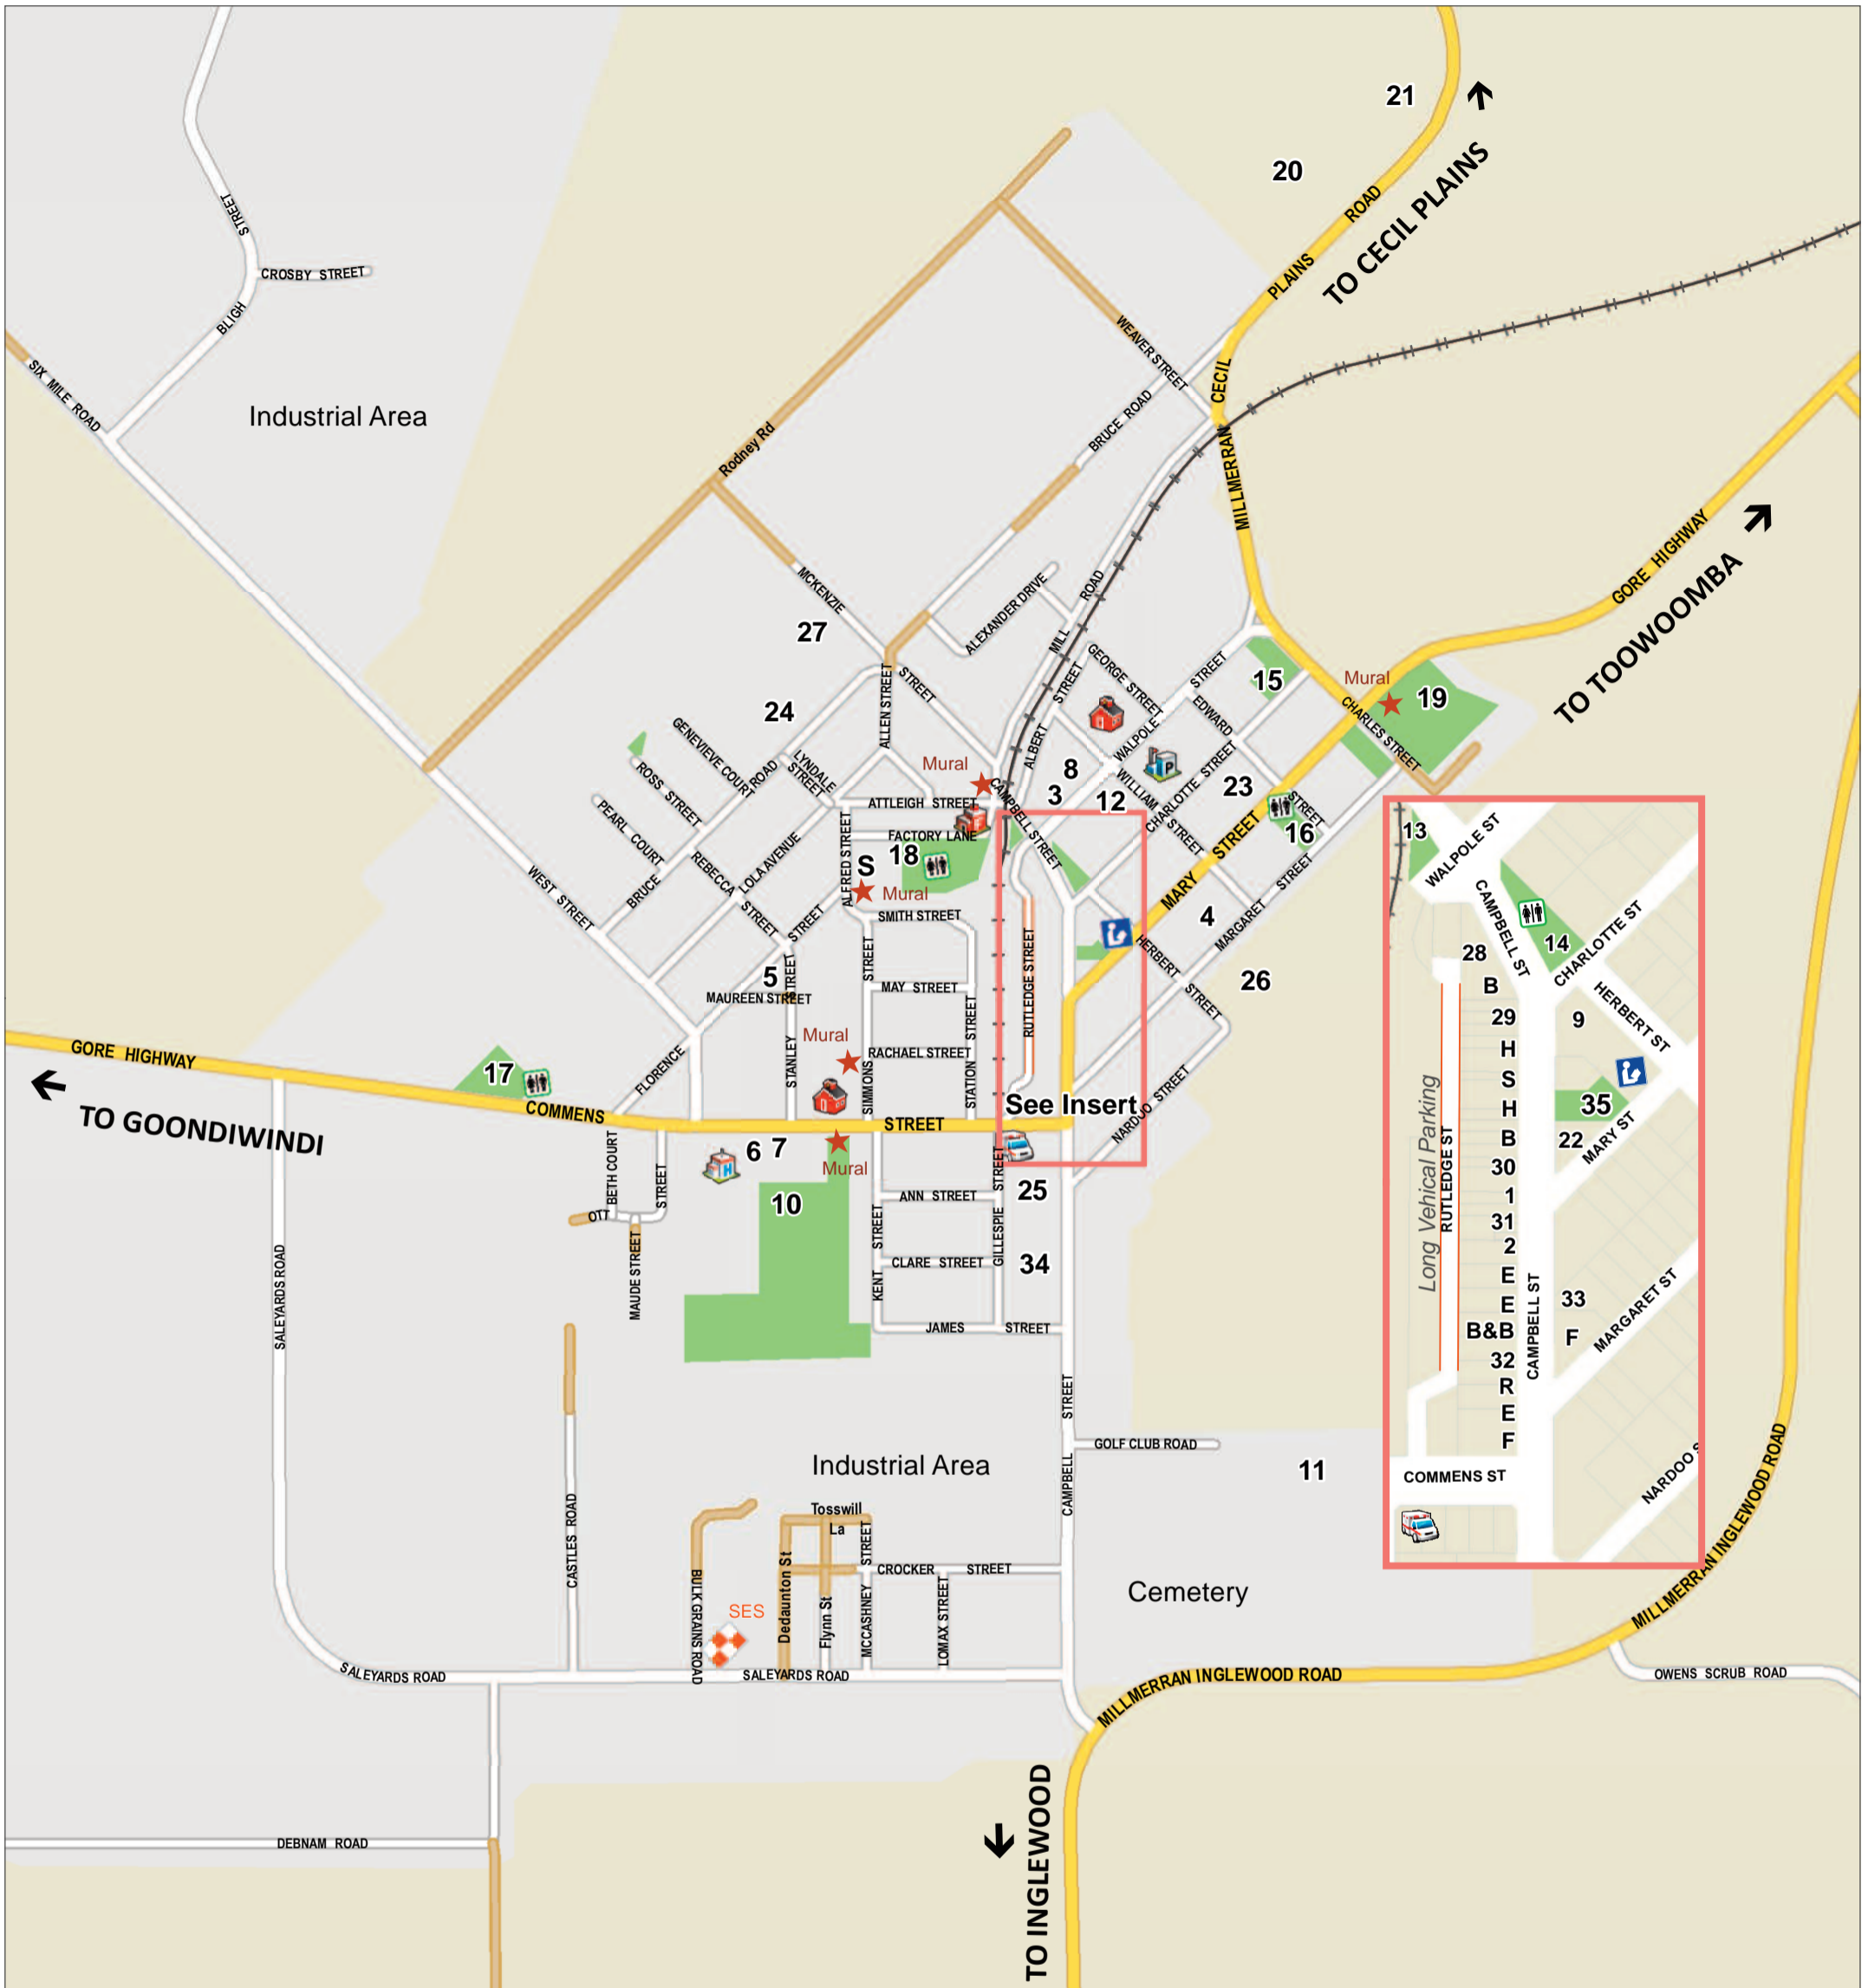 21
20
ROAD
PLAINS
TO CECIL PLAINS
STREET
CROSBY STREET
BLIGH
SIX MILE ROAD
Industrial Area
WEAVER STREET
CECIL
BRUCE ROAD
Rodney Rd
MILLMERRAN
GORE HIGHWAY
TO TOOWOOMBA
MCKENZIE
STREET
27
ALEXANDER DRIVE
MILL
ROAD
GEORGE STREET
ALBERT
STREET
WALPOLE
STREET
EDWARD
STREET
15
Mural
19
CHARLES STREET
24
ALLEN STREET
GENEVIEVE COURT
ROSS STREET
PEARL COURT
BRUCE
ROAD
LYNDALE
STREET
Mural
8
3
12
P
WILLIAM
STREET
CHARLOTTE STREET
23
16
ATTLEIGH STREET
CAMPBELL STREET
FACTORY LANE
18
S
Mural
ALFRED STREET
LOLA AVENUE
REBECCA
STREET
WEST STREET
SMITH STREET
MARY STREET
4
MARGARET
STREET
HERBERT
STREET
26
5
MAUREEN STREET
MAY STREET
STREET
STANLEY
STREET
SIMMONS
STATION
STREET
RUTLEDGE STREET
Mural
RACHAEL STREET
GORE HIGHWAY
17
FLORENCE
STREET
COMMENS
STREET
See Insert
NARDOO STREET
TO GOONDIWINDI
6
7
H
Mural
BETH COURT
STREET
OTT
MAUDE STREET
10
ANN STREET
25
STREET
KENT
STREET
GILLESPIE
CLARE STREET
34
JAMES STREET
SALEYARDS ROAD
CASTLES ROAD
STREET
CAMPBELL
GOLF CLUB ROAD
11
Industrial Area
Tosswill
La
CROCKER STREET
Cemetery
BULK GRAINS ROAD
SES
Dedaunton St
Flynn St
MCCASHNEY
STREET
LOMAX STREET
SALEYARDS ROAD
SALEYARDS ROAD
MILLMERRAN INGLEWOOD ROAD
MILLMERRAN INGLEWOOD ROAD
OWENS SCRUB ROAD
DEBNAM ROAD
TO INGLEWOOD
13
WALPOLE ST
CAMPBELL ST
14
CHARLOTTE ST
28
B
HERBERT ST
29
9
H
S
H
35
B
22
MARY ST
30
1
31
2
E
E
33
B&B
F
32
R
E
F
Long Vehical Parking
RUTLEDGE ST
CAMPBELL ST
MARGARET ST
COMMENS ST
NARDOO S